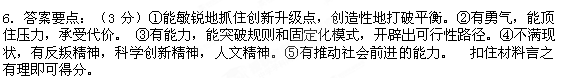 6. 答案要点：（3 分）①能敏锐地抓住创新升级点，创造性地打破平衡。②有勇气，能顶
住压力，承受代价。 ③有能力，能突破规则和固定化模式，开辟出可行性路径。④不满现
状，有反叛精神，科学创新精神，人文精神。⑤有推动社会前进的能力。  扣住材料言之
有理即可得分。